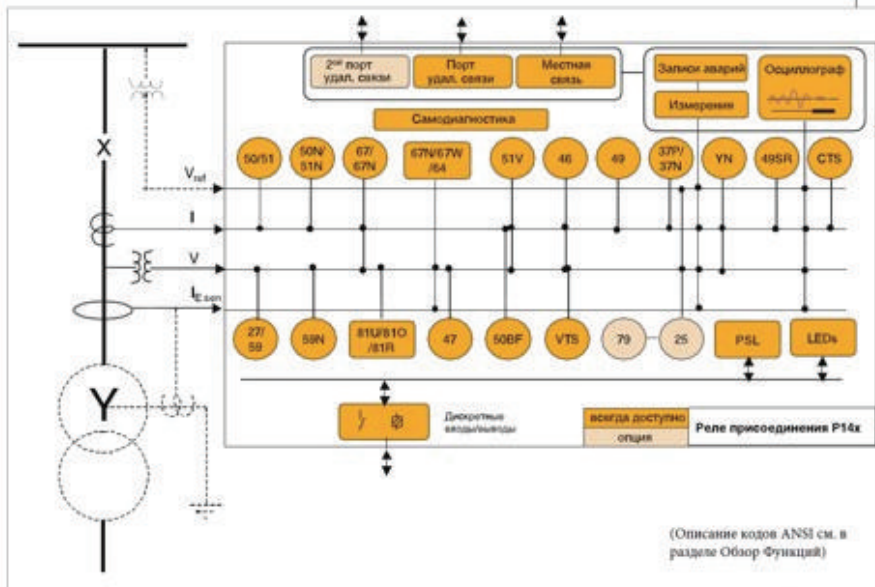 2nd порт
удал. связи
Порт
удал. связи
Местная
связь
Записи аварий
Измерения
Осциллограф
Самодиагностика
50/51
50N/
51N
67/
67N
67N/67W
/64
51V
46
49
37P/
37N
YN
49SR
CTS
X
Vref
I
V
IE sen
27/
59
59N
81U/81O
/81R
47
50BF
VTS
79
25
PSL
LEDs
Y
Дискретные
входы/выводы
всегда доступно
опция
Реле присоединения P14x
(Описание кодов ANSI см. в
разделе Обзор Функций)